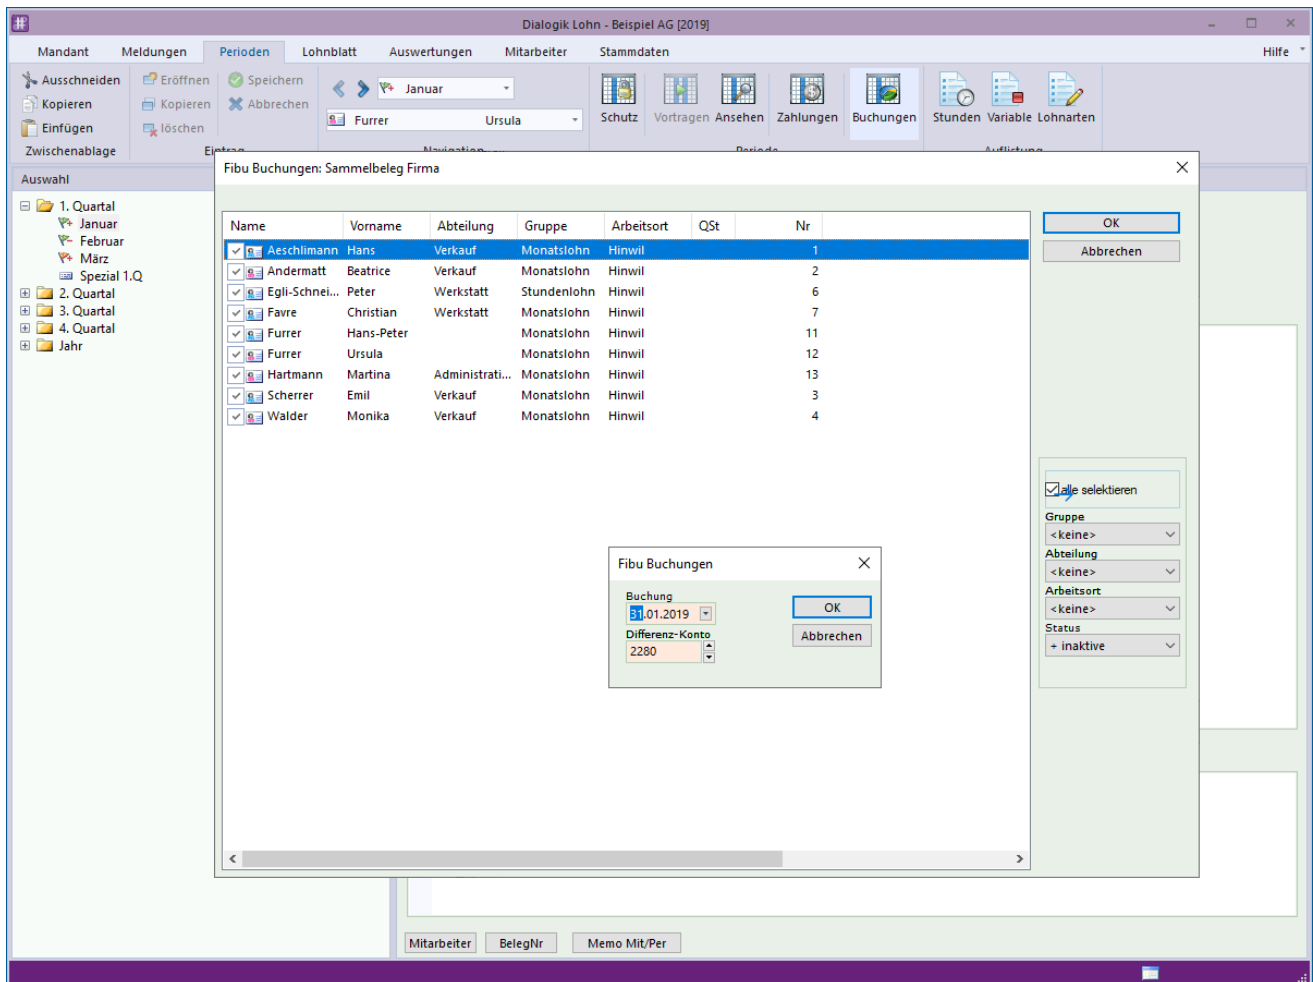 Dialogik Lohn - Beispiel AG [2019]
Mandant Meldungen Perioden Lohnblatt Auswertungen Mitarbeiter Stammdaten Hilfe
Ausschneiden Eröffnen Speichern
Kopieren Kopieren Abbrechen
Einfügen löschen
Januar
Furrer Ursula
Schutz Vortragen Ansehen Zahlungen Buchungen Stunden Variable Lohnarten
Zwischenablage
Auswahl
1. Quartal
Januar
Februar
März
Spezial 1.Q
2. Quartal
3. Quartal
4. Quartal
Jahr
Fibu Buchungen: Sammelbeleg Firma
Name Vorname Abteilung Gruppe Arbeitsort QSt Nr
Aeschlimann Hans Verkauf Monatslohn Hinwil 1
Andermatt Beatrice Verkauf Monatslohn Hinwil 2
Egli-Schnei... Peter Werkstatt Stundenlohn Hinwil 6
Favre Christian Werkstatt Monatslohn Hinwil 7
Furrer Hans-Peter Monatslohn Hinwil 11
Furrer Ursula Monatslohn Hinwil 12
Hartmann Martina Administrati... Monatslohn Hinwil 13
Scherrer Emil Verkauf Monatslohn Hinwil 3
Walder Monika Verkauf Monatslohn Hinwil 4
OK
Abbrechen
alle selektieren
Gruppe
<keine>
Abteilung
<keine>
Arbeitsort
<keine>
Status
+ inaktive
Fibu Buchungen
Buchung
31.01.2019
Differenz-Konto
2280
OK
Abbrechen
Mitarbeiter BelegNr Memo Mit/Per